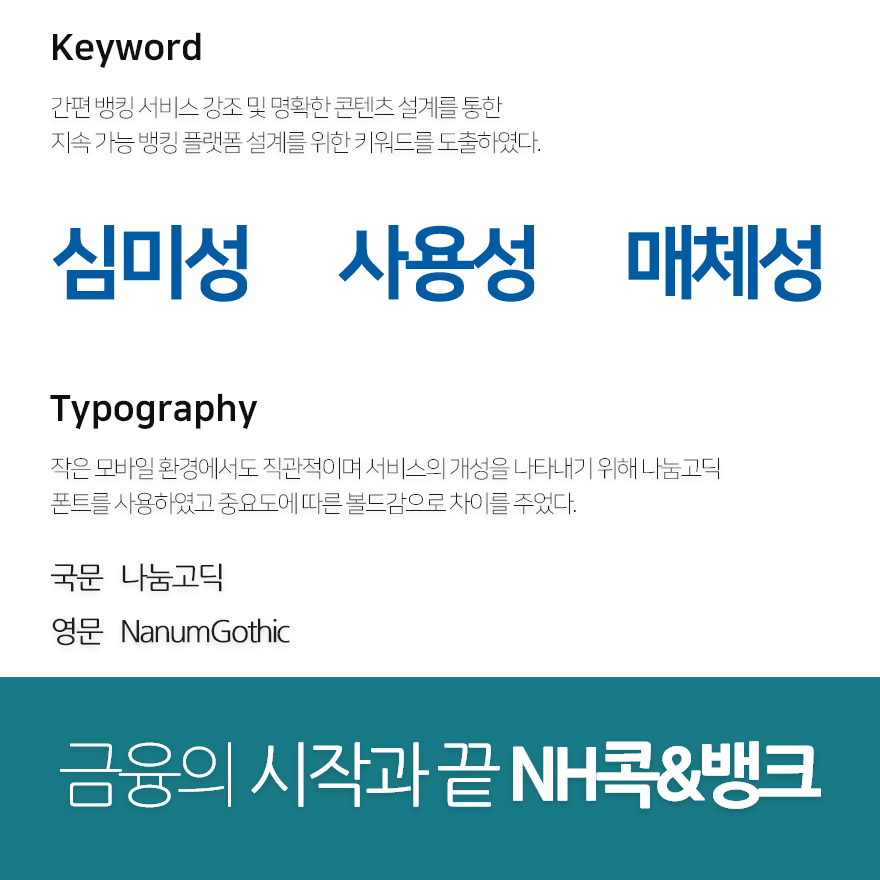 Keyword
간편 뱅킹 서비스 강조 및 명확한 콘텐츠 설계를 통한
지속 가능 뱅킹 플랫폼 설계를 위한 키워드를 도출하였다.
심미성 사용성 매체성
Typography
작은 모바일 환경에서도 직관적이며 서비스의 개성을 나타내기 위해 나눔고딕
폰트를 사용하였고 중요도에 따른 볼드감으로 차이를 주었다.
국문 나눔고딕
영문 NanumGothic
금융의 시작과 끝 NH콕&뱅크